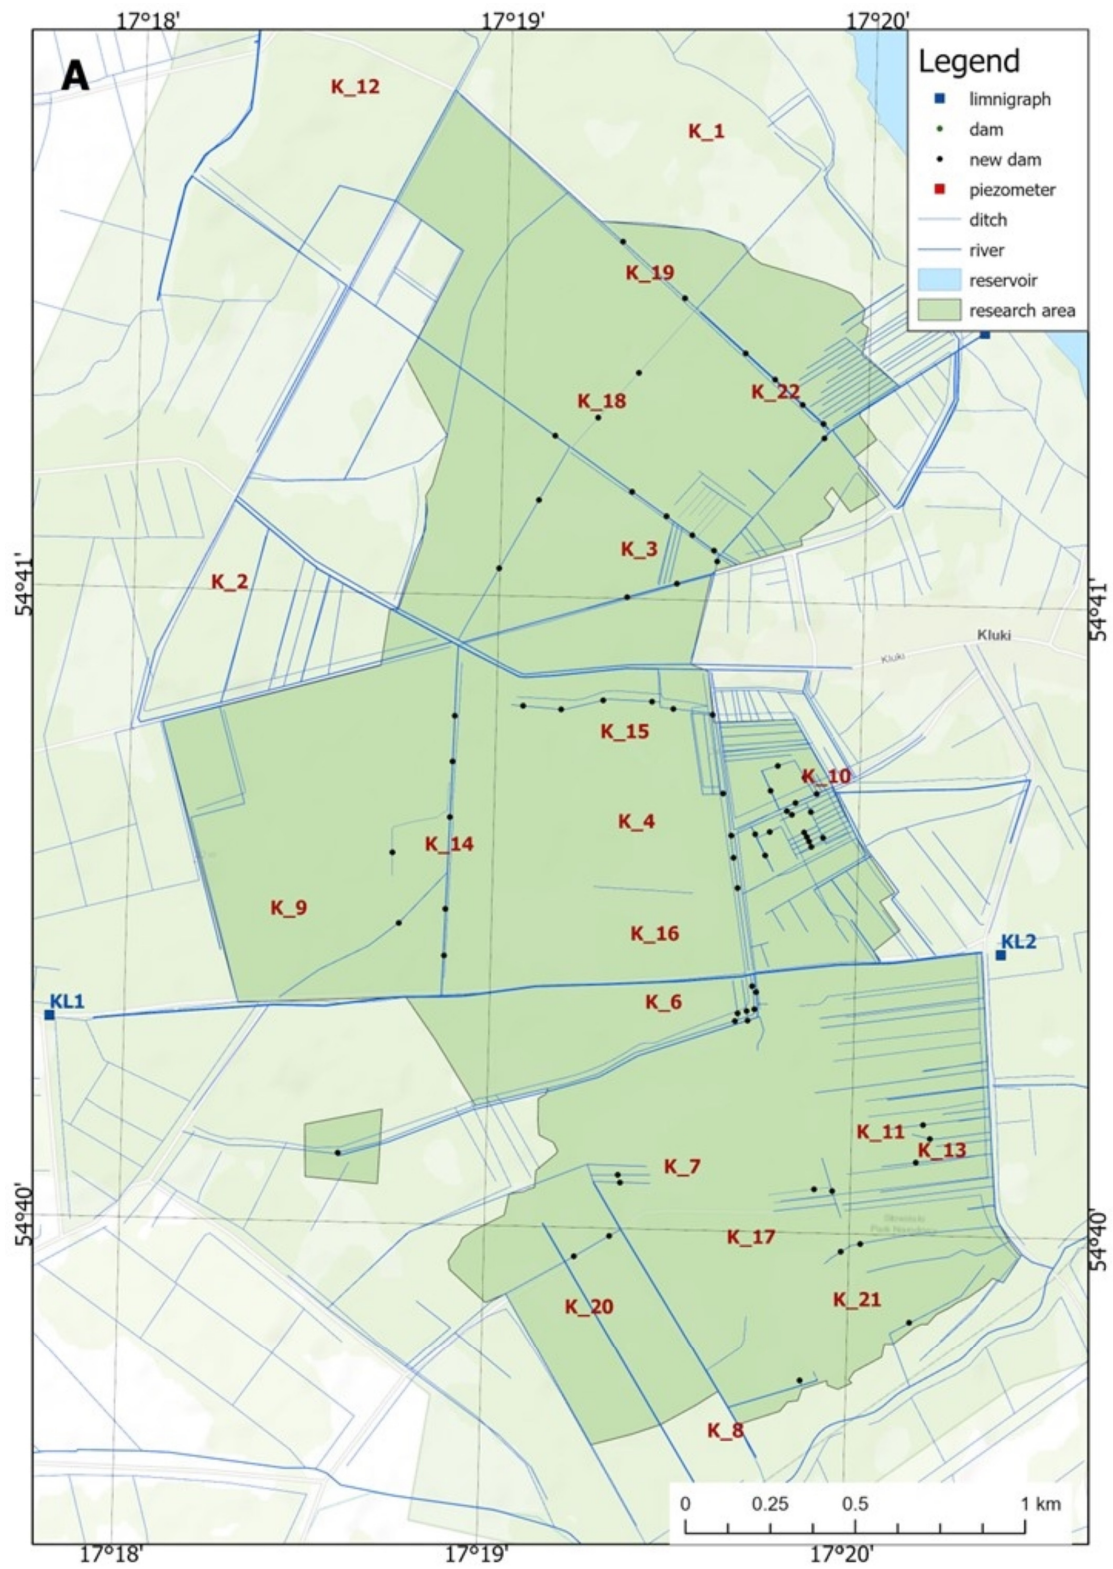 17°18'
17°19'
17°20'
A
Legend
limnigraph
dam
new dam
piezometer
ditch
river
reservoir
research area
K_12
K_1
K_19
K_22
K_18
K_3
54°41'
54°41'
K_2
Kluki
Kluki
K_15
K_10
K_4
K_14
K_9
K_16
KL2
KL1
K_6
K_11
K_13
K_7
54°40'
54°40'
K_17
K_21
K_20
K_8
0 0.25 0.5 1 km
17°18'
17°19'
17°20'